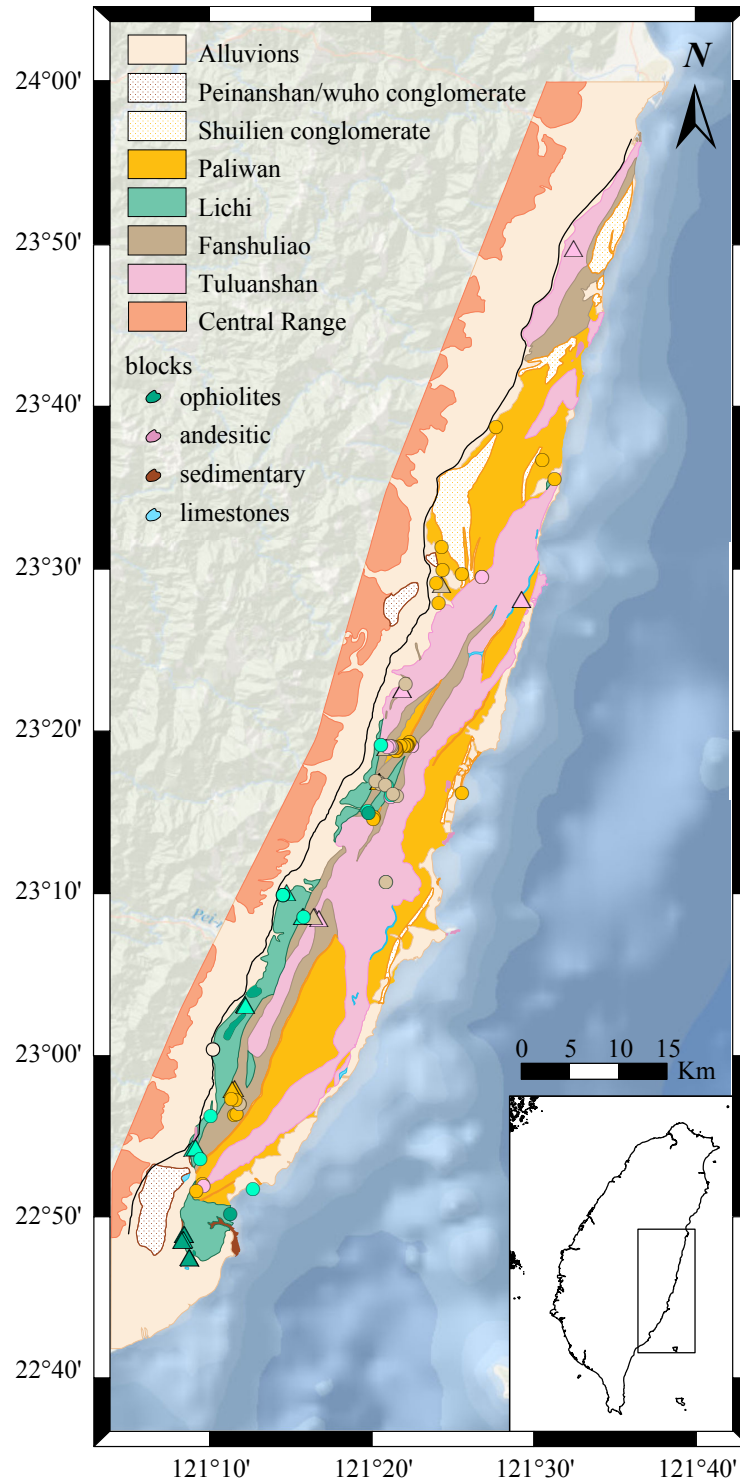 24°00'
23°50'
23°40'
23°30'
23°20'
23°10'
23°00'
22°50'
22°40'
N
Alluvions
Peinanshan/wuho conglomerate
Shuilien conglomerate
Paliwan
Lichi
Fanshuliao
Tuluanshan
Central Range
blocks
ophiolites
andesitic
sedimentary
limestones
0 5 10 15
Km
121°10' 121°20' 121°30' 121°40'